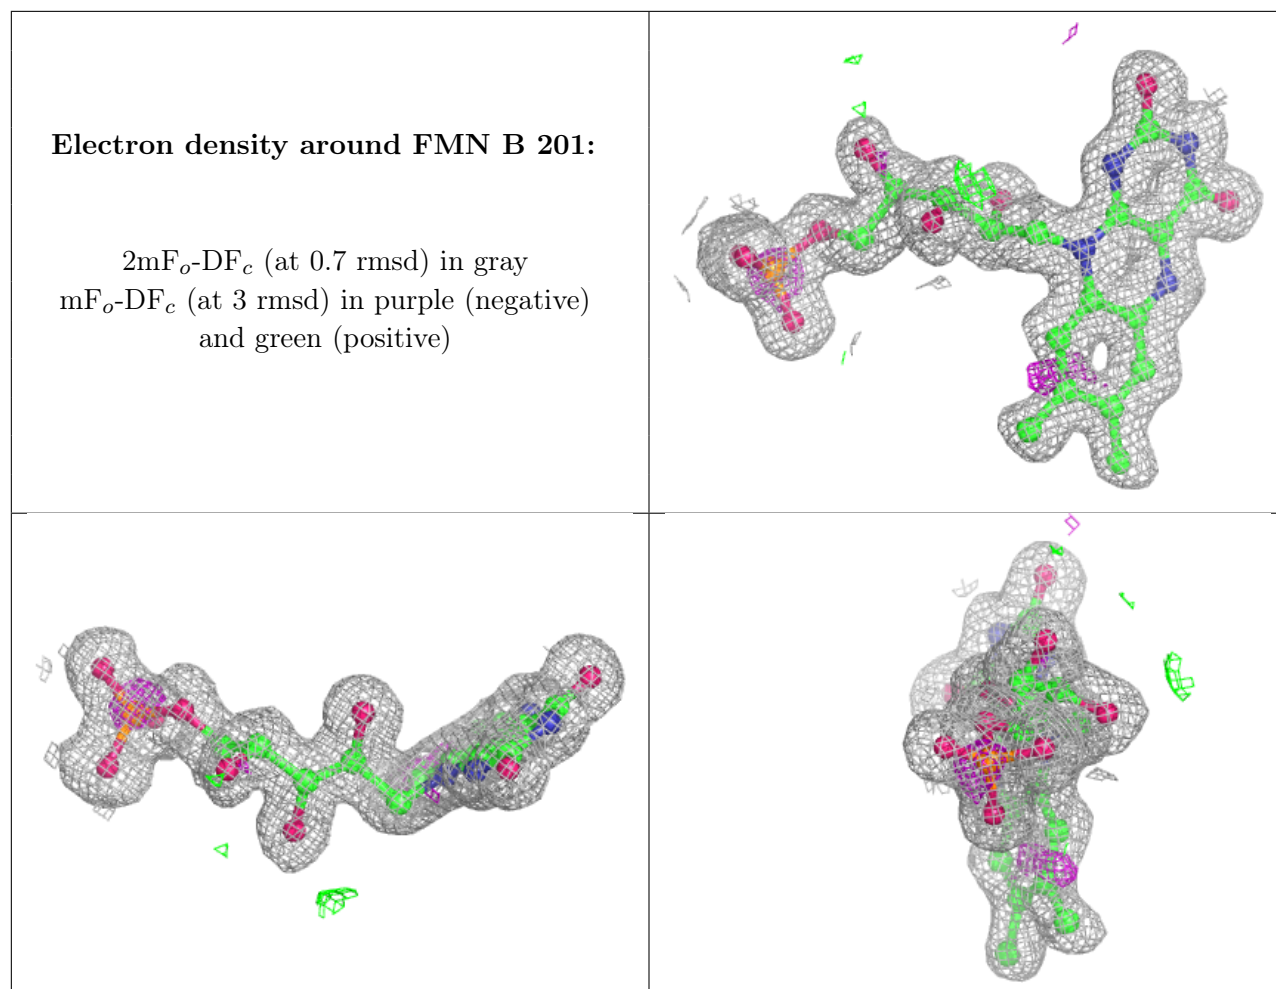 Electron density around FMN B 201:
2mFo-DFc (at 0.7 rmsd) in gray
mFo-DFc (at 3 rmsd) in purple (negative)
and green (positive)